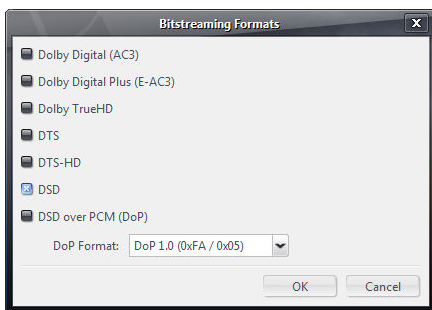 Bitstreaming Formats
Dolby Digital (AC3)
Dolby Digital Plus (E-AC3)
Dolby TrueHD
DTS
DTS-HD
DSD
DSD over PCM (DoP)
DoP Format: DoP 1.0 (0xFA / 0x05)
OK Cancel